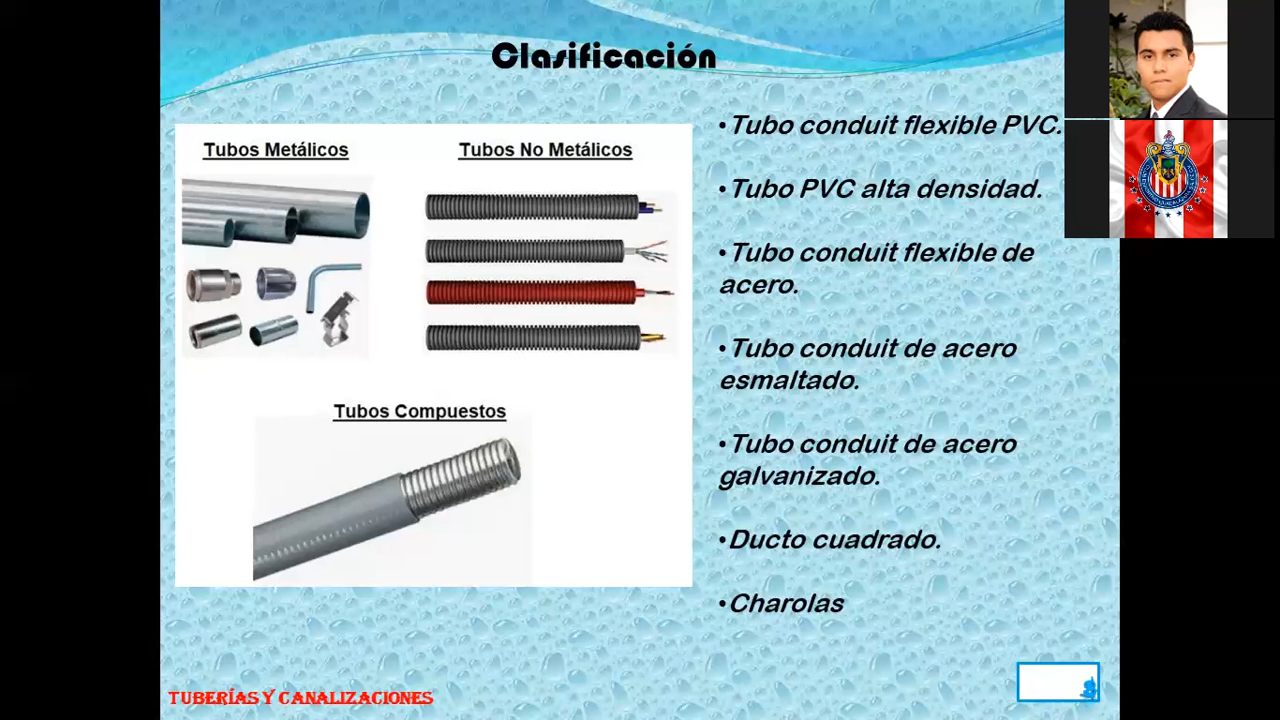 Clasificación
Tubos Metálicos
Tubos No Metálicos
Tubos Compuestos
•Tubo conduit flexible PVC.
•Tubo PVC alta densidad.
•Tubo conduit flexible de
acero.
•Tubo conduit de acero
esmaltado.
•Tubo conduit de acero
galvanizado.
•Ducto cuadrado.
•Charolas
TUBERÍAS Y CANALIZACIONES